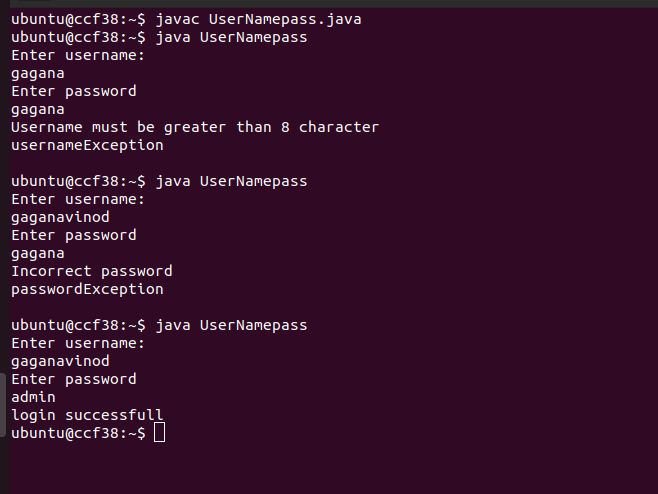 ubuntu@ccf38:~$ javac UserNamepass.java
ubuntu@ccf38:~$ java UserNamepass
Enter username:
gagana
Enter password
gagana
Username must be greater than 8 character
usernameException
ubuntu@ccf38:~$ java UserNamepass
Enter username:
gaganavinod
Enter password
gagana
Incorrect password
passwordException
ubuntu@ccf38:~$ java UserNamepass
Enter username:
gaganavinod
Enter password
admin
login successfull
ubuntu@ccf38:~$